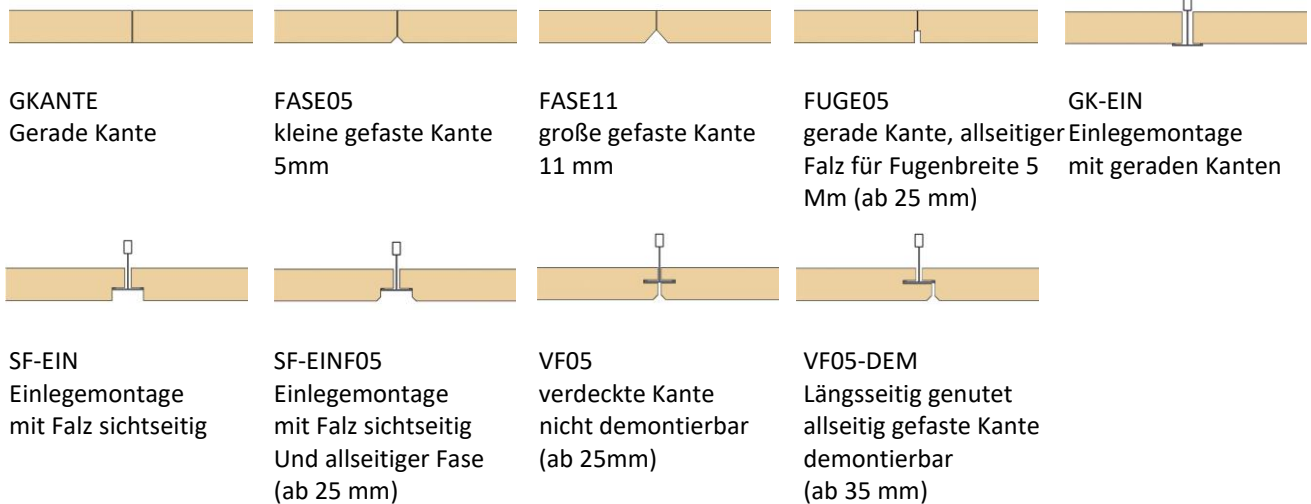 GKANTE
Gerade Kante
FASE05
kleine gefaste Kante
5mm
FASE11
große gefaste Kante
11 mm
FUGE05
gerade Kante, allseitiger
Falz für Fugenbreite 5
Mm (ab 25 mm)
GK-EIN
Einlegemontage
mit geraden Kanten
SF-EIN
Einlegemontage
mit Falz sichtseitig
SF-EINF05
Einlegemontage
mit Falz sichtseitig
Und allseitiger Fase
(ab 25 mm)
VF05
verdeckte Kante
nicht demontierbar
(ab 25mm)
VF05-DEM
Längsseitig genutet
allseitig gefaste Kante
demontierbar
(ab 35 mm)